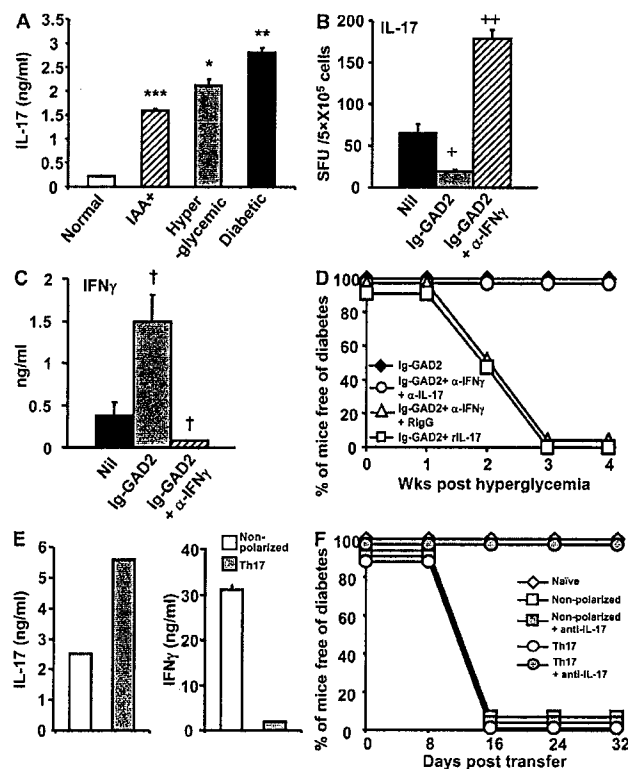 A
IL-17 (ng/ml)
3
2.5
2
1.5
1
0.5
0
***
*
**
Normal
IAA+
Hyper
-glycemic
Diabetic
B
IL-17
SFU /5×X10⁵ cells
200
150
100
50
0
+
++
Nil
Ig-GAD2
Ig-GAD2
+ α-IFNγ
C
IFNγ
ng/ml
2
1.5
1
0.5
0
†
†
Nil
Ig-GAD2
Ig-GAD2
+ α-IFNγ
D
% of mice free of diabetes
100
80
60
40
20
0
Ig-GAD2
Ig-GAD2+ α-IFNγ
+ α-IL-17
Ig-GAD2+ α-IFNγ
+ RIgG
Ig-GAD2+ rIL-17
0 1 2 3 4
Wks post hyperglycemia
E
IL-17 (ng/ml)
6
5
4
3
2
1
0
IFNγ (ng/ml)
40
30
20
10
0
Non-
polarized
Th17
F
% of mice free of diabetes
100
80
60
40
20
0
Naïve
Non-polarized
Non-polarized
+ anti-IL-17
Th17
Th17
+ anti-IL-17
0 8 16 24 32
Days post transfer